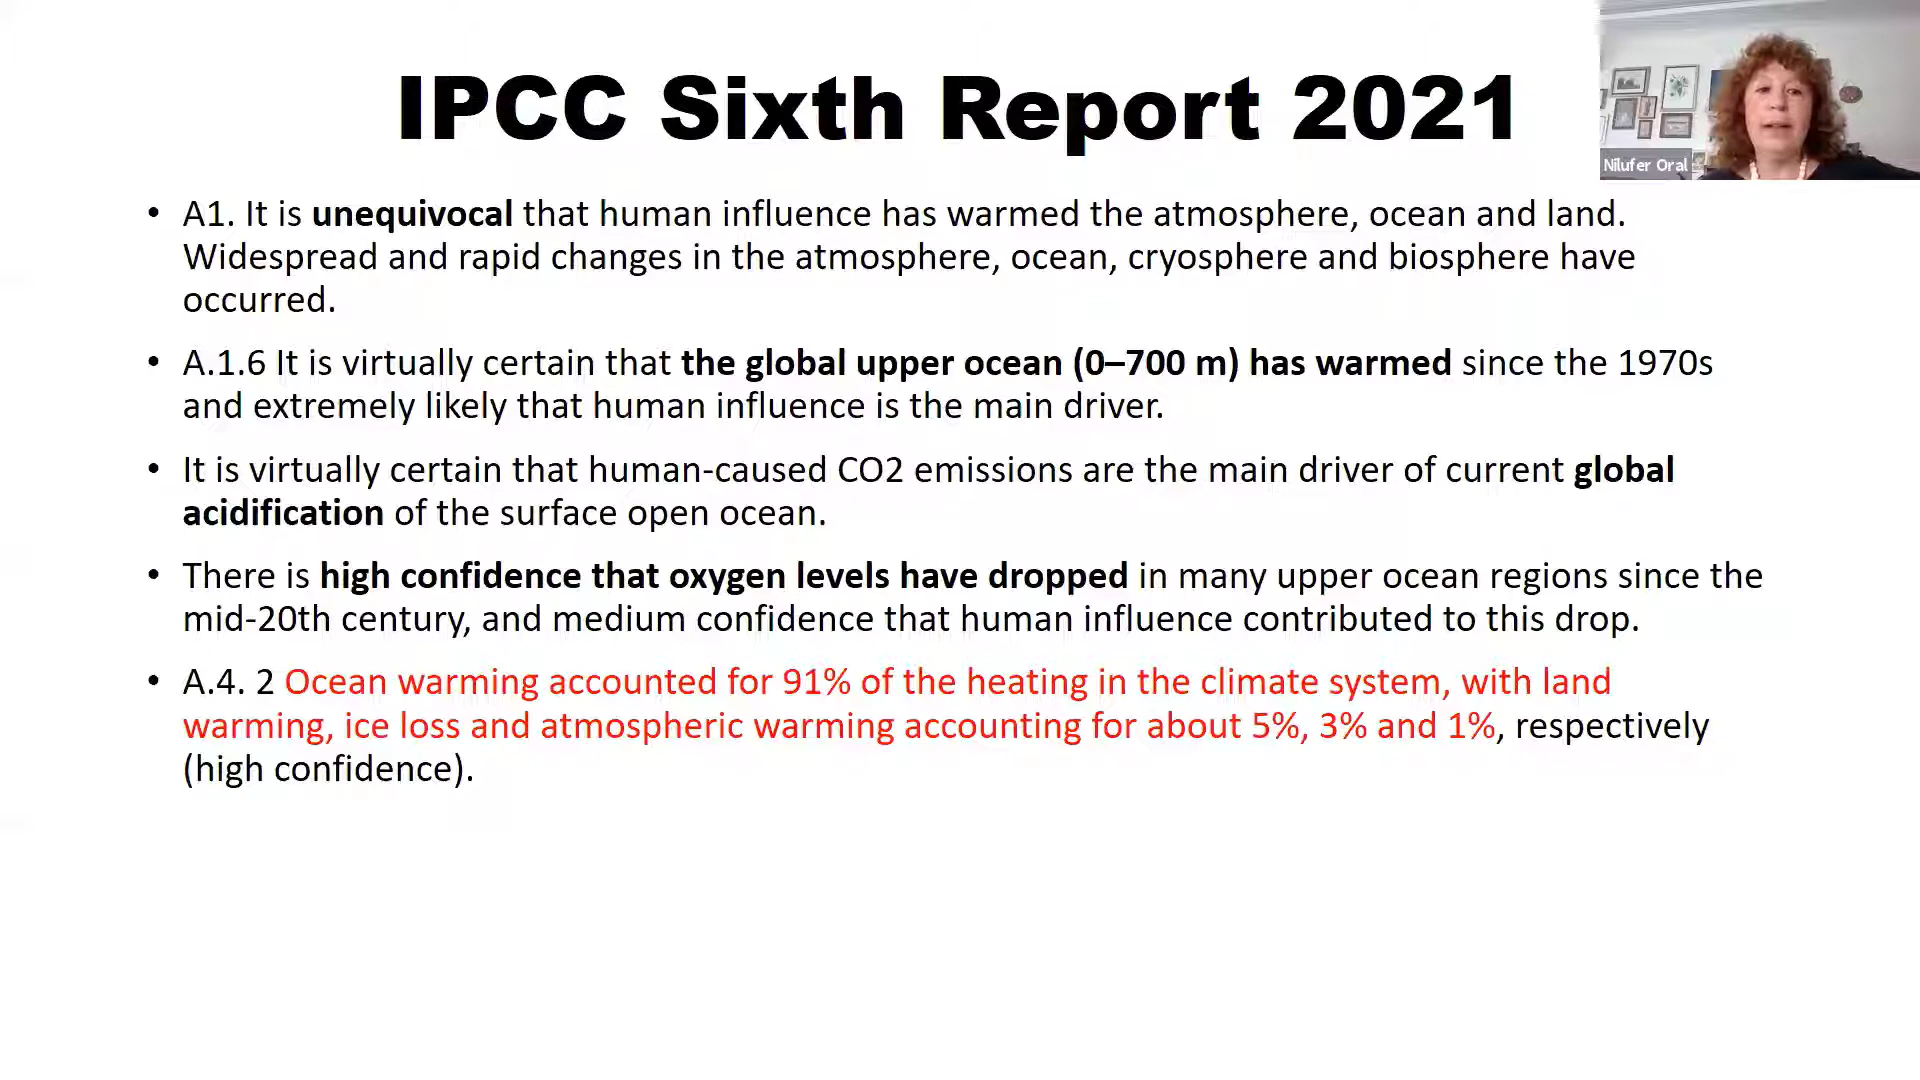 IPCC Sixth Report 2021
Nilufer Oral
• A1. It is unequivocal that human influence has warmed the atmosphere, ocean and land.
Widespread and rapid changes in the atmosphere, ocean, cryosphere and biosphere have
occurred.
• A.1.6 It is virtually certain that the global upper ocean (0–700 m) has warmed since the 1970s
and extremely likely that human influence is the main driver.
• It is virtually certain that human-caused CO2 emissions are the main driver of current global
acidification of the surface open ocean.
• There is high confidence that oxygen levels have dropped in many upper ocean regions since the
mid-20th century, and medium confidence that human influence contributed to this drop.
• A.4. 2 Ocean warming accounted for 91% of the heating in the climate system, with land
warming, ice loss and atmospheric warming accounting for about 5%, 3% and 1%, respectively
(high confidence).